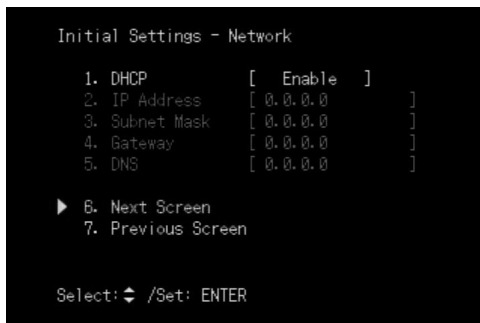 Initial Settings - Network
1. DHCP [ Enable ]
2. IP Address [ 0.0.0.0 ]
3. Subnet Mask [ 0.0.0.0 ]
4. Gateway [ 0.0.0.0 ]
5. DNS [ 0.0.0.0 ]
▶ 6. Next Screen
7. Previous Screen
Select:◆ /Set: ENTER